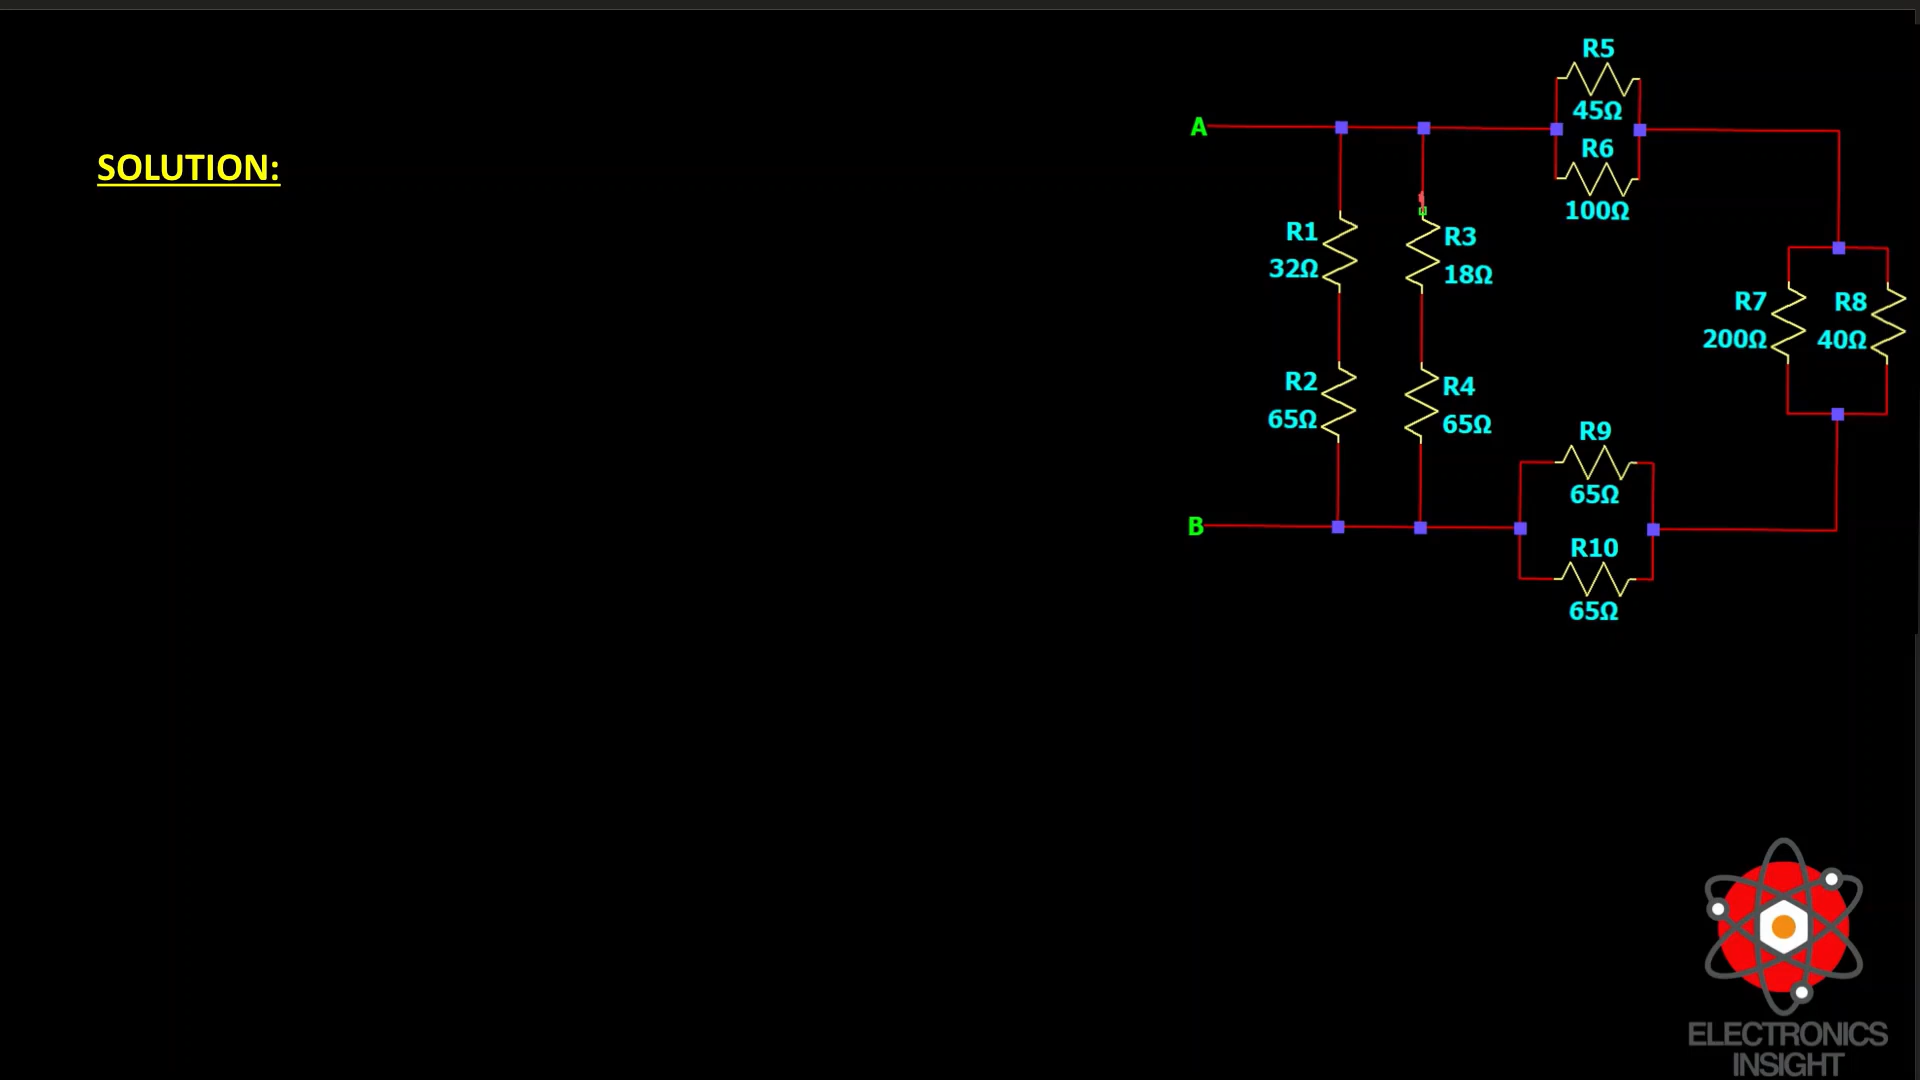 SOLUTION:
A
B
R1
32Ω
R2
65Ω
R3
18Ω
R4
65Ω
R5
45Ω
R6
100Ω
R7
200Ω
R8
40Ω
R9
65Ω
R10
65Ω
ELECTRONICS
INSIGHT